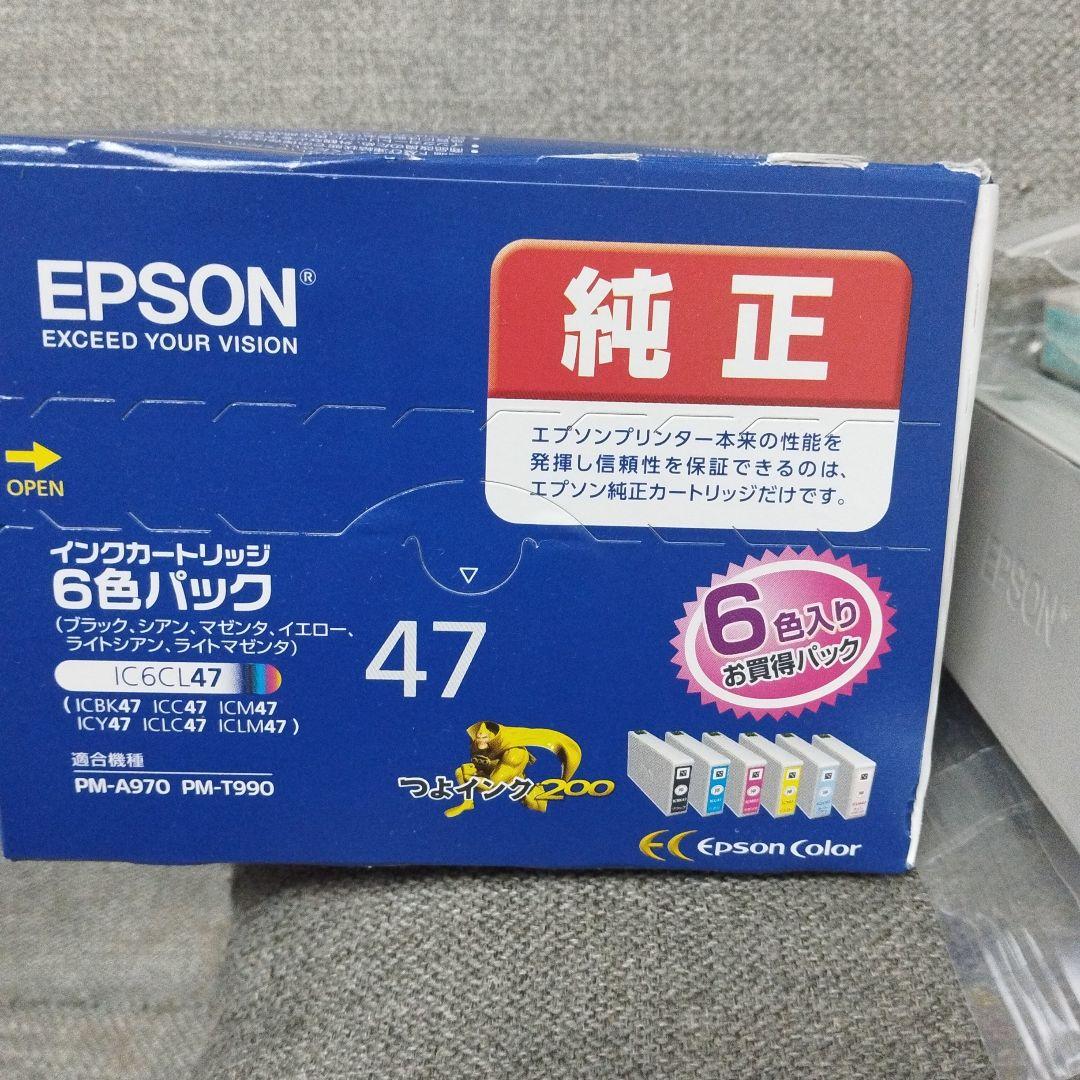 EPSON®
EXCEED YOUR VISION
純正
エプソンプリンター本来の性能を
発揮し信頼性を保証できるのは、
エプソン純正カートリッジだけです。
OPEN
インクカートリッジ
6色パック
(ブラック、シアン、マゼンタ、イエロー、
ライトシアン、ライトマゼンタ)
IC6CL47
(ICBK47 ICC47 ICM47
ICY47 ICLC47 ICLM47)
47
6色入り
お買得パック
適合機種
PM-A970 PM-T990
つよインク200
EC EPSON COLOR
EPSON